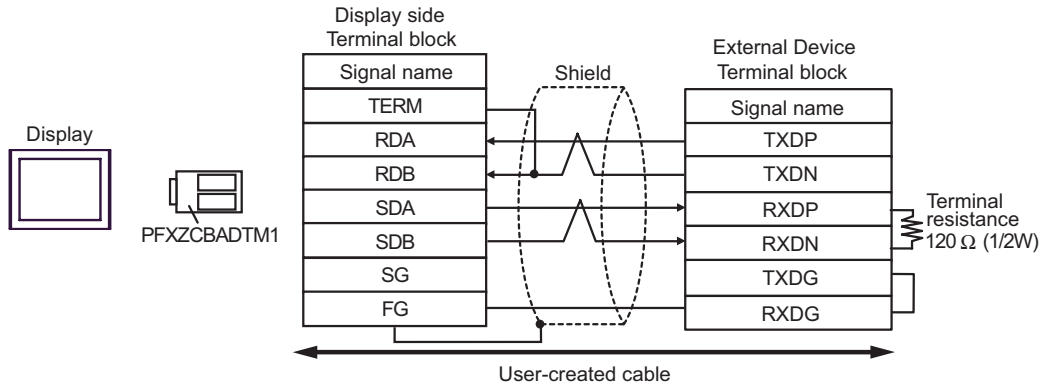 Display
PFXZCBADTM1
Display side
Terminal block
Signal name
TERM
RDA
RDB
SDA
SDB
SG
FG
Shield
External Device
Terminal block
Signal name
TXDP
TXDN
RXDP
RXDN
TXDG
RXDG
Terminal
resistance
120 Ω (1/2W)
User-created cable